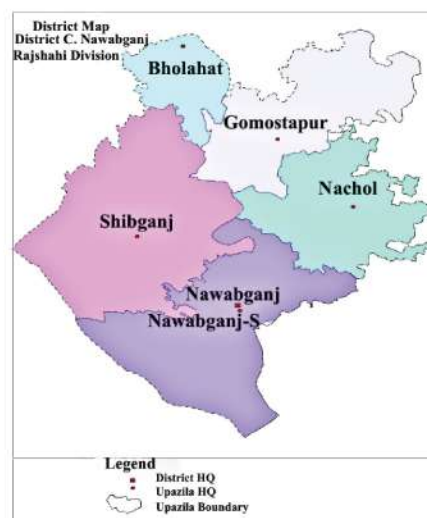 District Map
District C. Nawabganj
Rajshahi Division
Bholahat
Gomostapur
Nachol
Shibganj
Nawabganj
Nawabganj-S
Legend
District HQ
Upazila HQ
Upazila Boundary